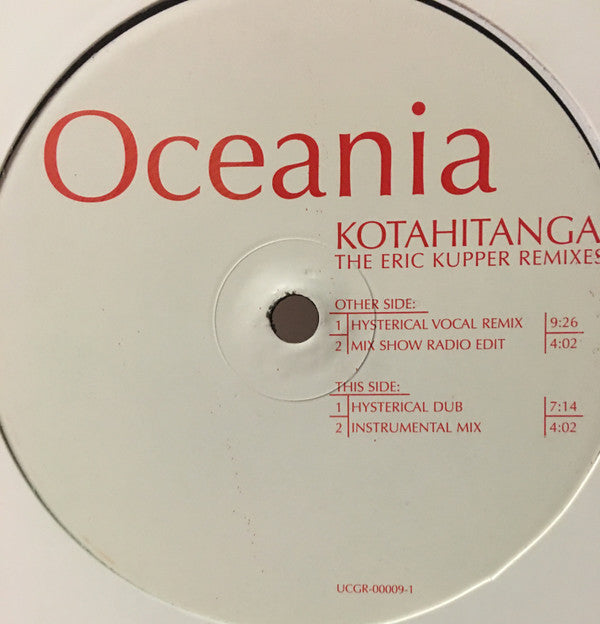 Oceania
KOTAHITANGA
THE ERIC KUPPER REMIXES
OTHER SIDE:
1 HYSTERICAL VOCAL REMIX 9:26
2 MIX SHOW RADIO EDIT 4:02
THIS SIDE:
1 HYSTERICAL DUB 7:14
2 INSTRUMENTAL MIX 4:02
UCGR-00009-1